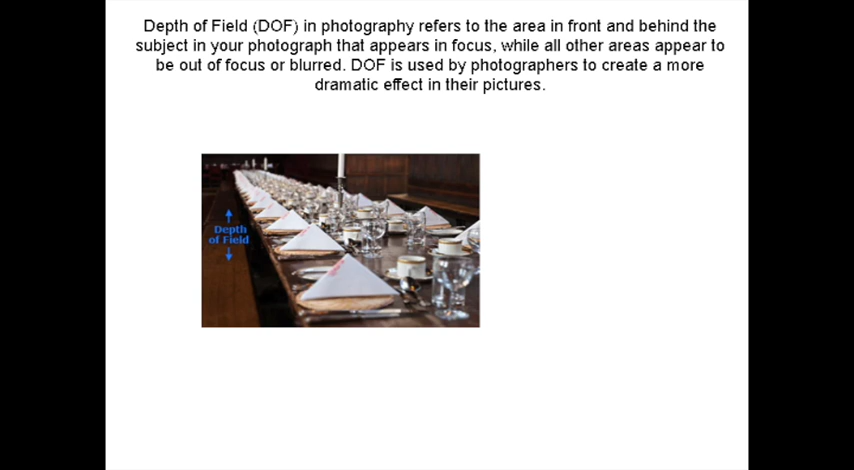 Depth of Field (DOF) in photography refers to the area in front and behind the
subject in your photograph that appears in focus, while all other areas appear to
be out of focus or blurred. DOF is used by photographers to create a more
dramatic effect in their pictures.
Depth
of Field